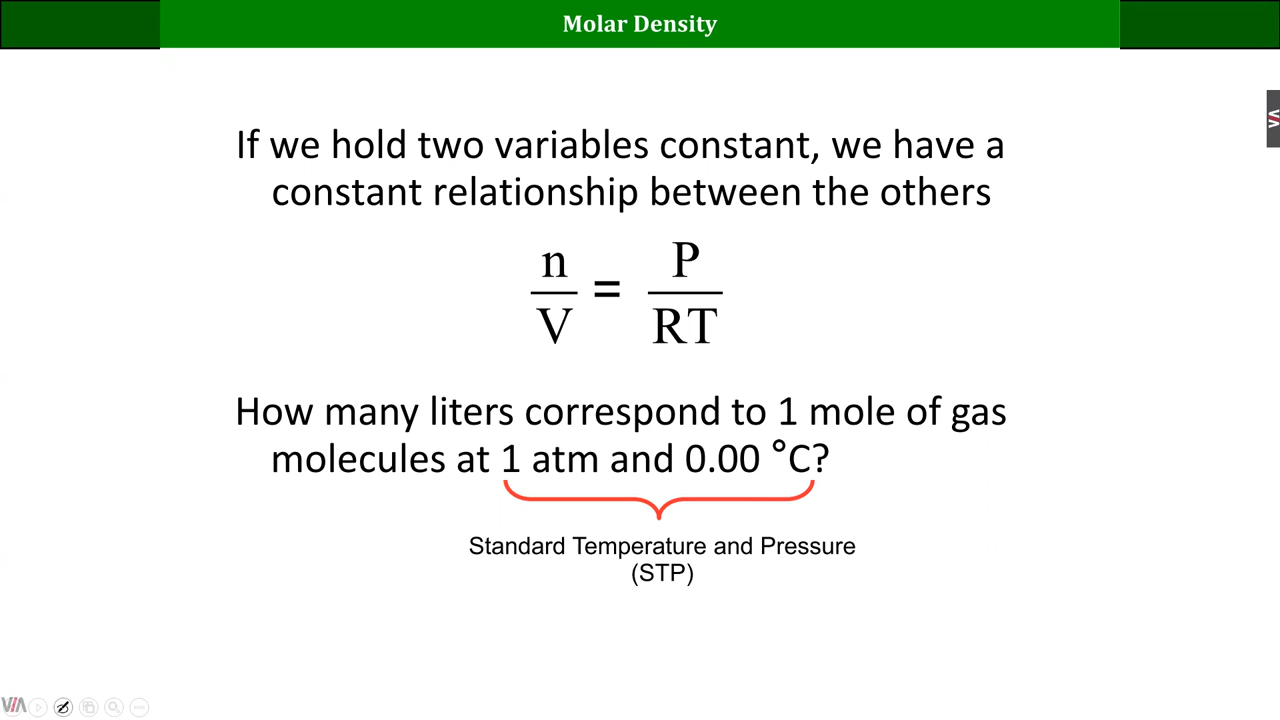 Molar Density
If we hold two variables constant, we have a
constant relationship between the others
n/V = P/RT
How many liters correspond to 1 mole of gas
molecules at 1 atm and 0.00 °C?
Standard Temperature and Pressure
(STP)
VIA